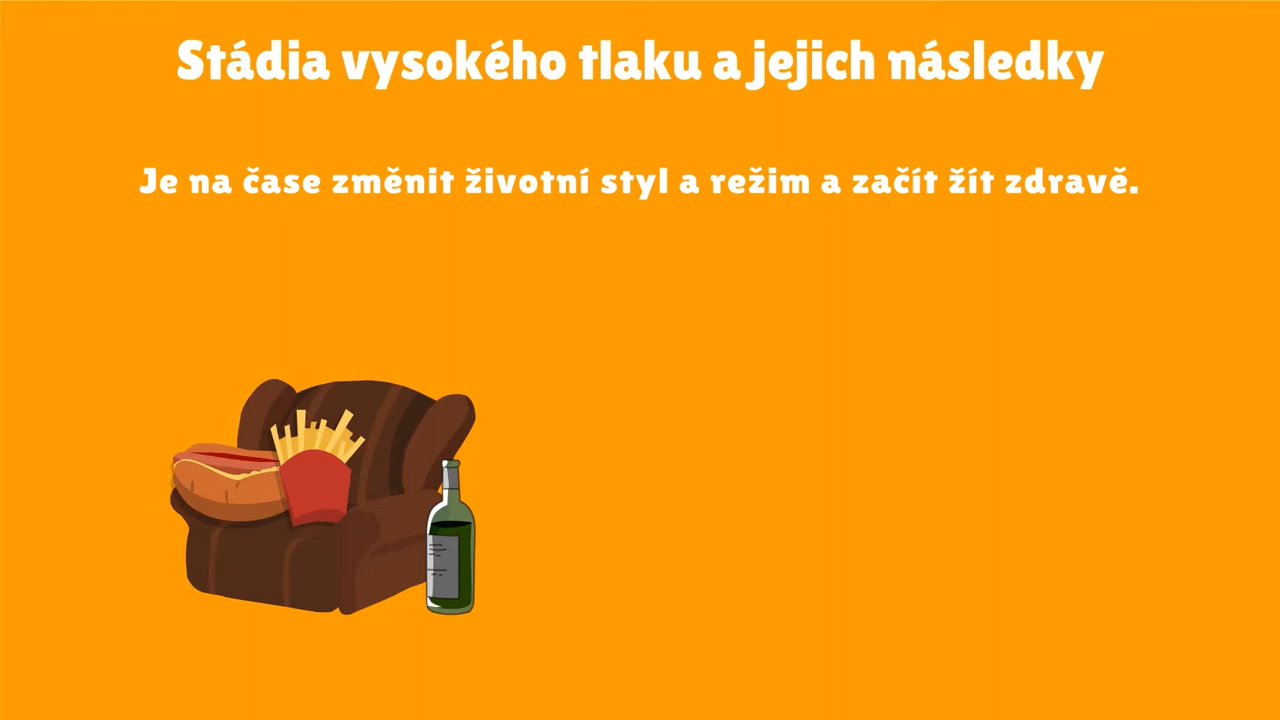 Stádia vysokého tlaku a jejich následky
Je na čase změnit životní styl a režim a začít žít zdravě.